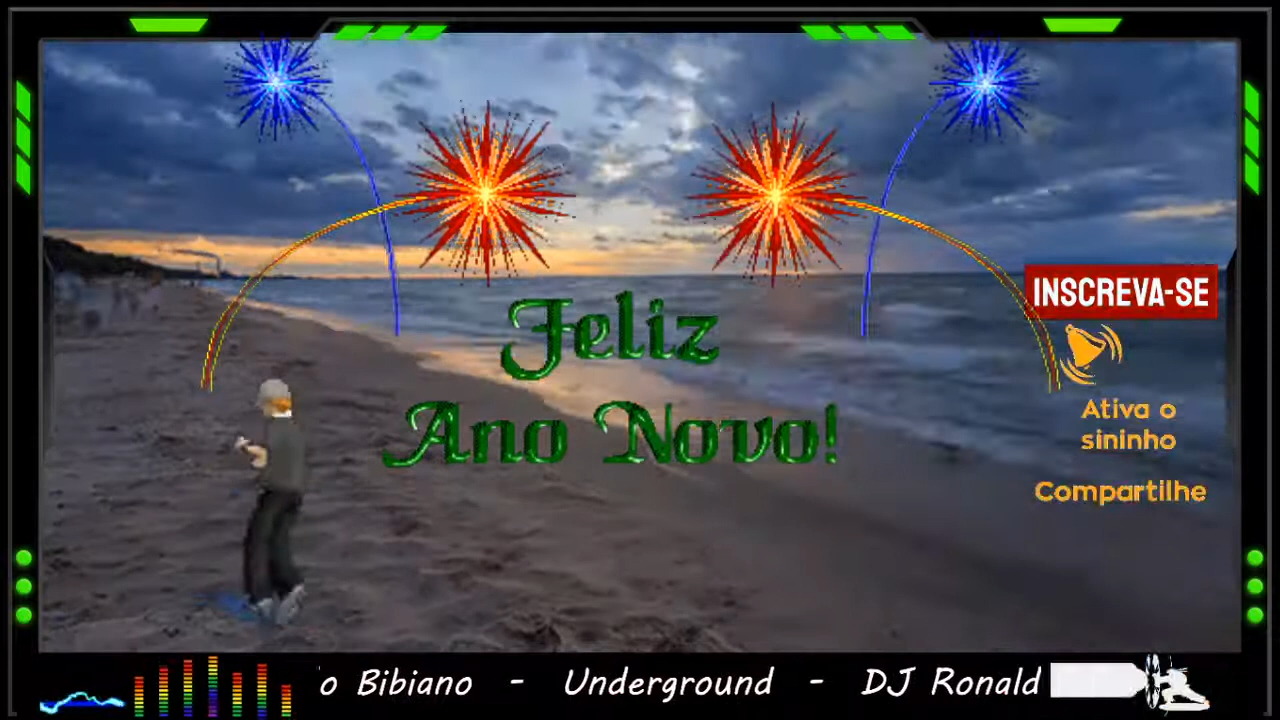 Feliz
Ano Novo!
INSCREVA-SE
Ativa o
sininho
Compartilhe
o Bibiano - Underground - DJ Ronald